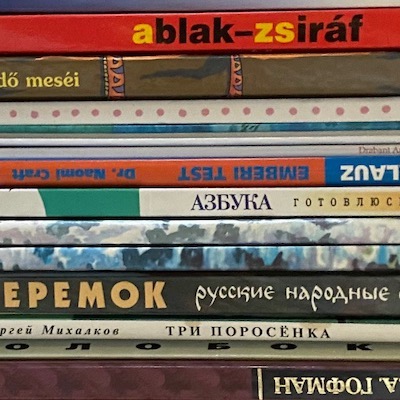 ablak–zsiráf
dő meséi
Drabani A
LAUZ EMBERI TEST Dr. Naomi Craft
АЗБУКА ГОТОВЛЮС
ЕРЕМОК русские народные
ргей Михалков ТРИ ПОРОСЁНКА
ОЛОБОК
А. ГОФМАН